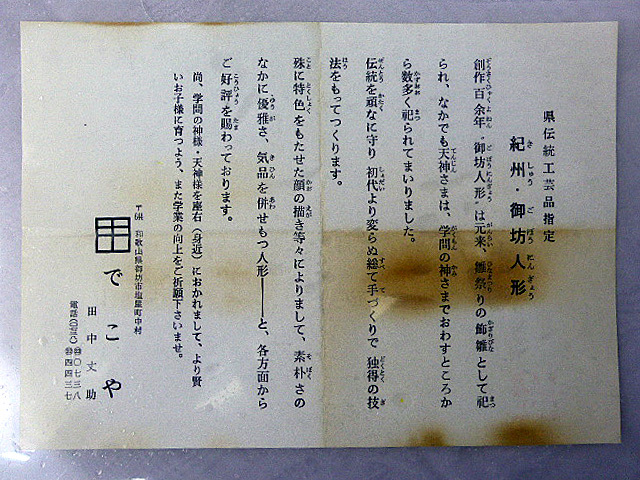 県伝統工芸品指定
紀州・御坊人形
創作百余年"御坊人形"は元来、雛祭りの飾雛として祀
られ、なかでも天神さまは、学問の神さまでおわすところか
ら数多く祀られてまいりました。
伝統を頑なに守り 初代より変らぬ総て手づくりで 独得の技
法をもってつくります。
殊に特色をもたせた顔の描き等々によりまして、素朴さの
なかに優雅さ、気品を併せもつ人形――と、各方面から
ご好評を賜わっております。
尚、学問の神様・天神様を座右(身近)におかれまして、より賢
いお子様に育つよう、また学業の向上をご祈願下さいませ。
和歌山県御坊市塩屋町中村
でこや
田中丈助
電話